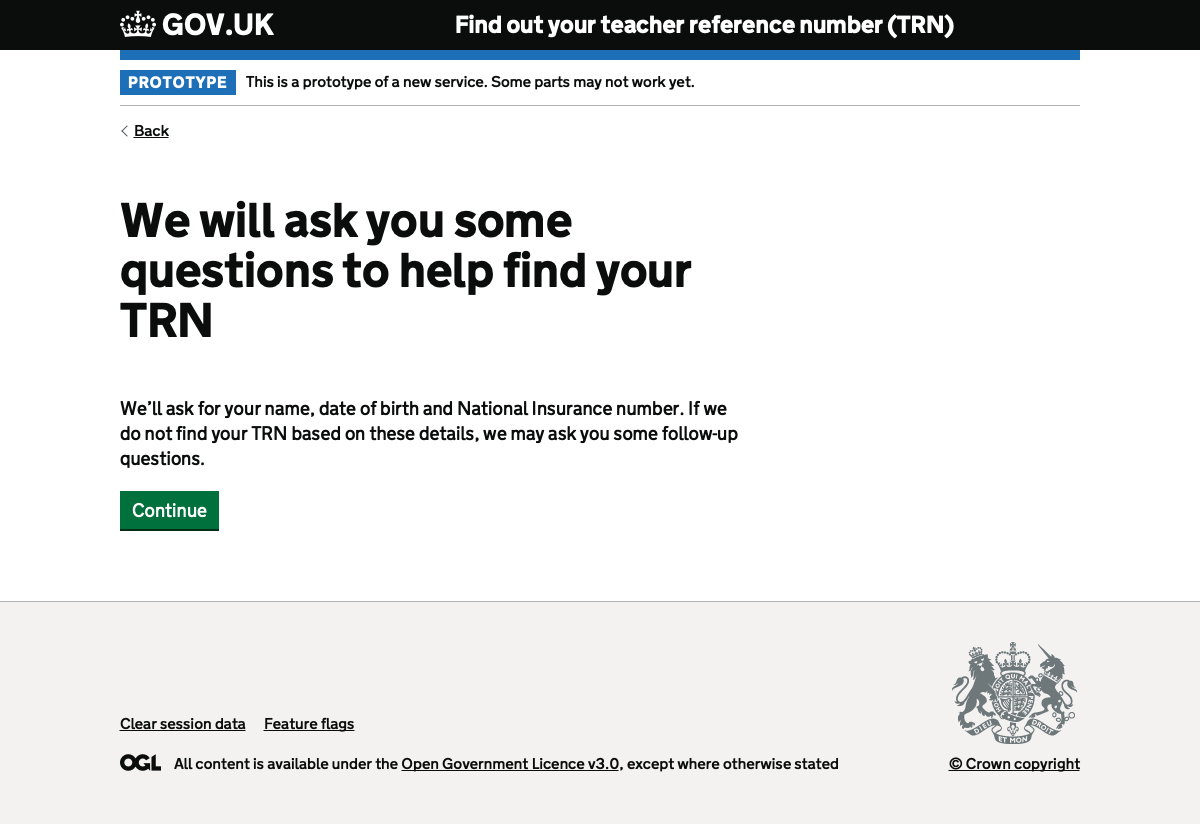 GOV.UK Find out your teacher reference number (TRN)
PROTOTYPE This is a prototype of a new service. Some parts may not work yet.
Back
We will ask you some
questions to help find your
TRN
We’ll ask for your name, date of birth and National Insurance number. If we
do not find your TRN based on these details, we may ask you some follow-up
questions.
Continue
Clear session data Feature flags
OGL All content is available under the Open Government Licence v3.0, except where otherwise stated
© Crown copyright
DIEU ET MON DROIT